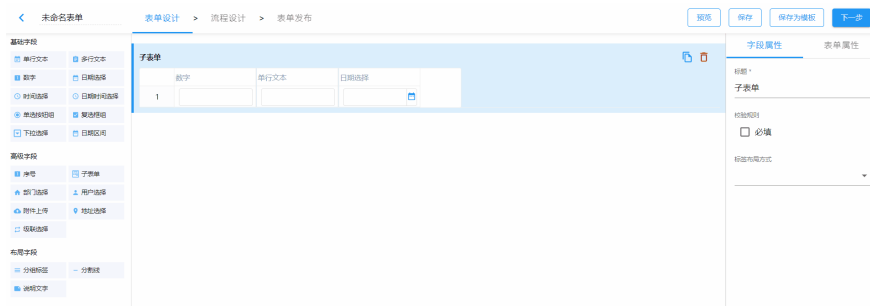 未命名表单
表单设计 > 流程设计 > 表单发布
预览 保存 保存为模板 下一步
基础字段
单行文本 多行文本
数字 日期选择
时间选择 日期时间选择
单选按钮组 复选框组
下拉选择 日期区间
高级字段
序号 子表单
部门选择 用户选择
附件上传 地址选择
级联选择
布局字段
分组标签 分割线
说明文字
子表单
数字 单行文本 日期选择
1
字段属性 表单属性
标题 *
子表单
校验规则
必填
标签布局方式